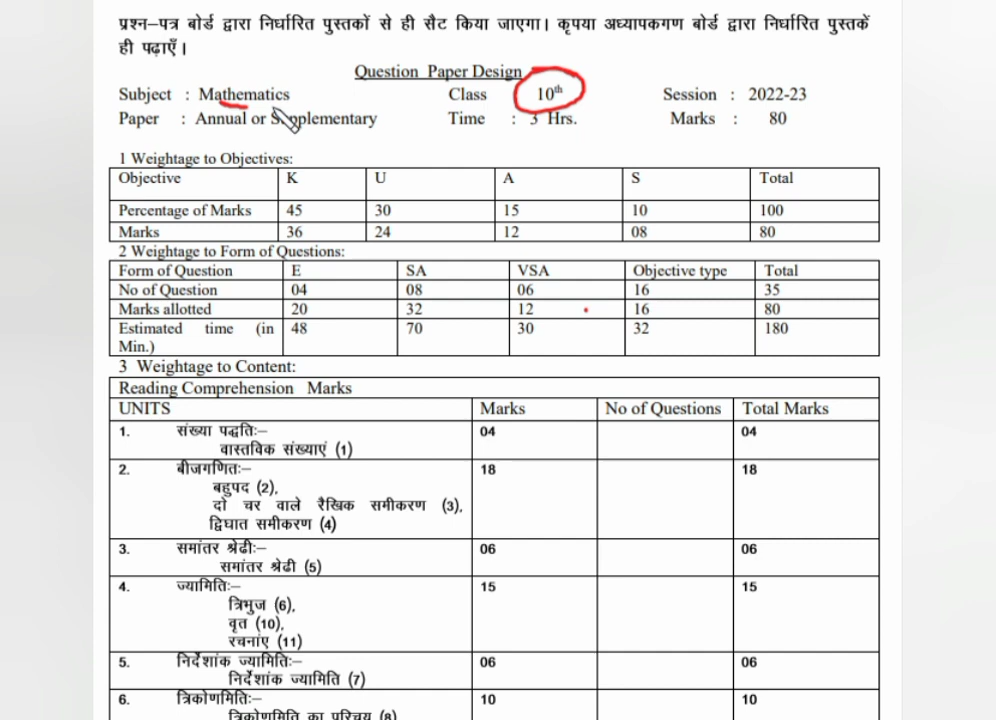 प्रश्न–पत्र बोर्ड द्वारा निर्धारित पुस्तकों से ही सैट किया जाएगा। कृपया अध्यापकगण बोर्ड द्वारा निर्धारित पुस्तकें
ही पढ़ाएँ।
Question Paper Design
Subject : Mathematics Class 10th Session : 2022-23
Paper : Annual or Supplementary Time : 3 Hrs. Marks : 80
1 Weightage to Objectives:
Objective K U A S Total
Percentage of Marks 45 30 15 10 100
Marks 36 24 12 08 80
2 Weightage to Form of Questions:
Form of Question E SA VSA Objective type Total
No of Question 04 08 06 16 35
Marks allotted 20 32 12 16 80
Estimated time (in 48 70 30 32 180
Min.)
3 Weightage to Content:
Reading Comprehension Marks
UNITS Marks No of Questions Total Marks
1. संख्या पद्धतिः– 04 04
वास्तविक संख्याएं (1)
2. बीजगणितः– 18 18
बहुपद (2),
दो चर वाले रैखिक समीकरण (3),
द्विघात समीकरण (4)
3. समांतर श्रेढीः– 06 06
समांतर श्रेढी (5)
4. ज्यामितिः– 15 15
त्रिभुज (6),
वृत (10),
रचनांए (11)
5. निर्देशांक ज्यामितिः– 06 06
निर्देशांक ज्यामिति (7)
6. त्रिकोणमितिः– 10 10
त्रिकोणमिति का परिचय (8)